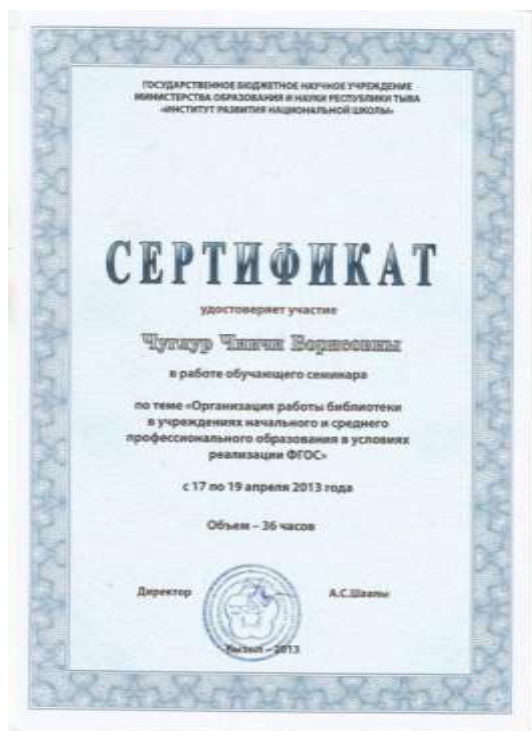 ГОСУДАРСТВЕННОЕ БЮДЖЕТНОЕ НАУЧНОЕ УЧРЕЖДЕНИЕ
МИНИСТЕРСТВА ОБРАЗОВАНИЯ И НАУКИ РЕСПУБЛИКИ ТЫВА
«ИНСТИТУТ РАЗВИТИЯ НАЦИОНАЛЬНОЙ ШКОЛЫ»
СЕРТИФИКАТ
удостоверяет участие
Борисовны
в работе обучающего семинара
по теме «Организация работы библиотеки
в учреждениях начального и среднего
профессионального образования в условиях
реализации ФГОС»
с 17 по 19 апреля 2013 года
Объем – 36 часов
Директор
А.С.Шаалы
Кызыл – 2013